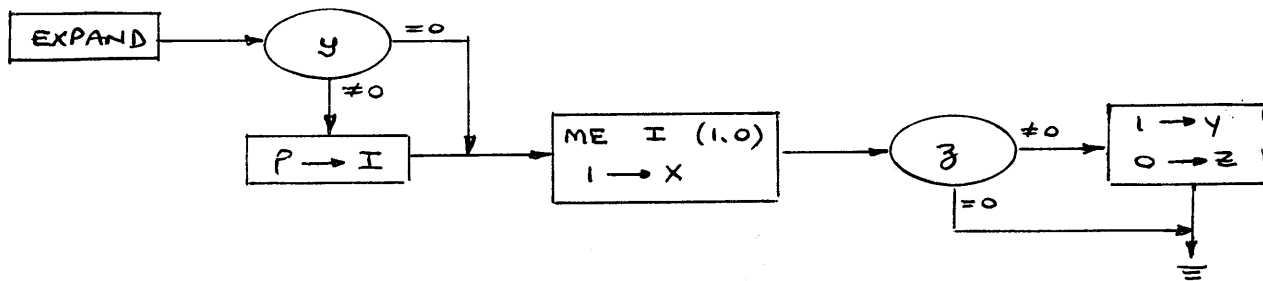 EXPAND
y
=0
≠0
P → I
ME I (1,0)
1 → X
z
≠0
=0
1 → Y
0 → Z